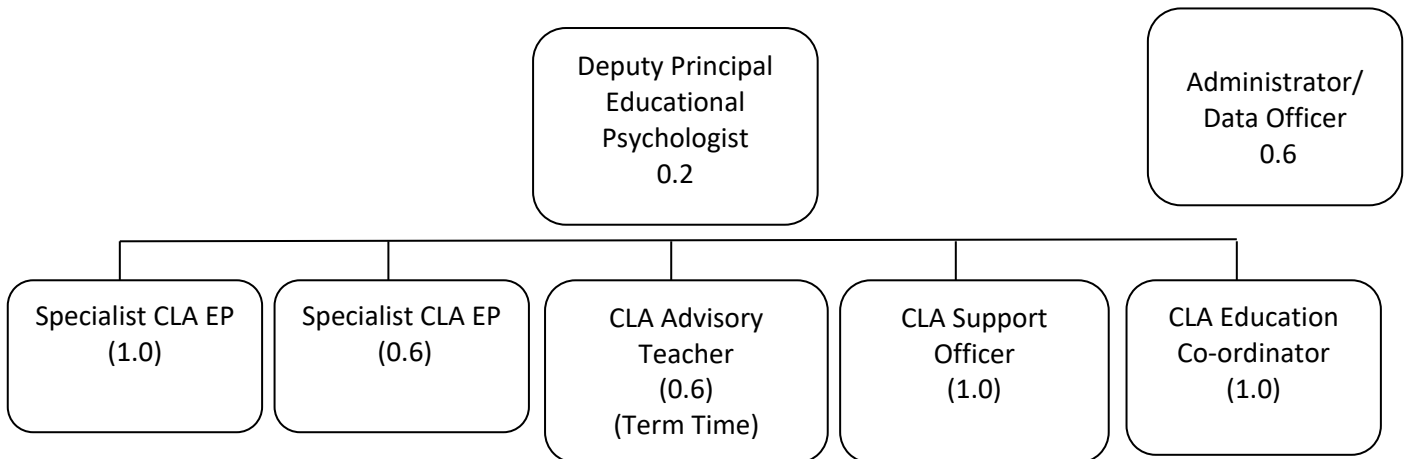 Deputy Principal
Educational
Psychologist
0.2
Administrator/
Data Officer
0.6
Specialist CLA EP
(1.0)
Specialist CLA EP
(0.6)
CLA Advisory
Teacher
(0.6)
(Term Time)
CLA Support
Officer
(1.0)
CLA Education
Co-ordinator
(1.0)